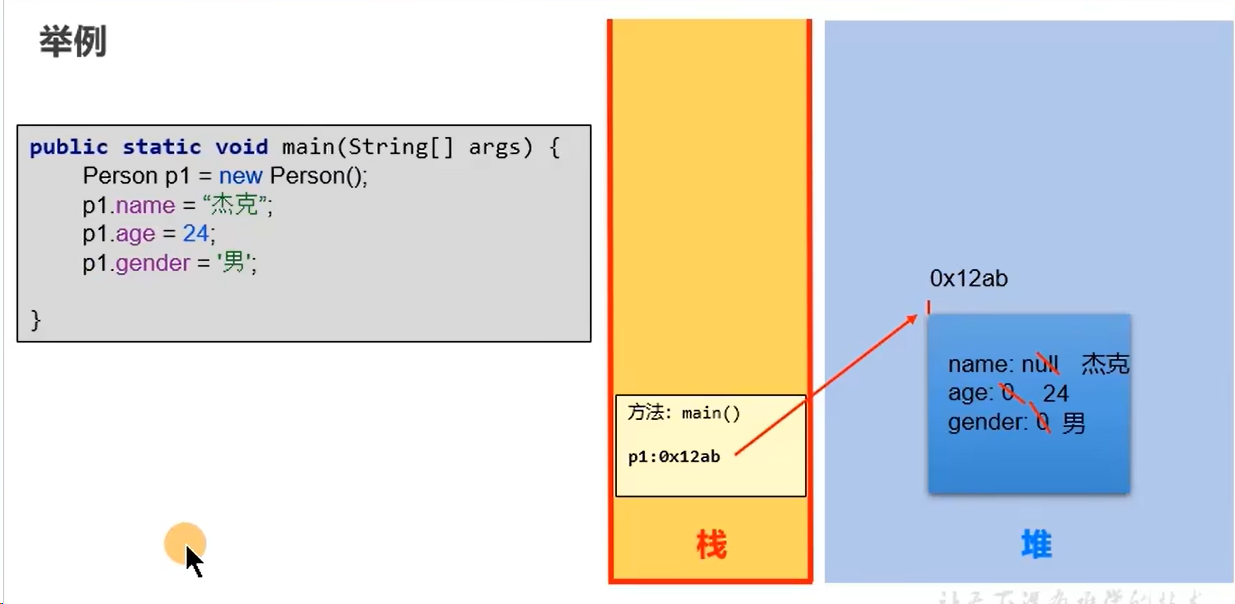 举例
public static void main(String[] args) {
Person p1 = new Person();
p1.name = “杰克”;
p1.age = 24;
p1.gender = '男';
}
方法: main()
p1:0x12ab
栈
0x12ab
name: null 杰克
age: 0 24
gender: 0 男
堆